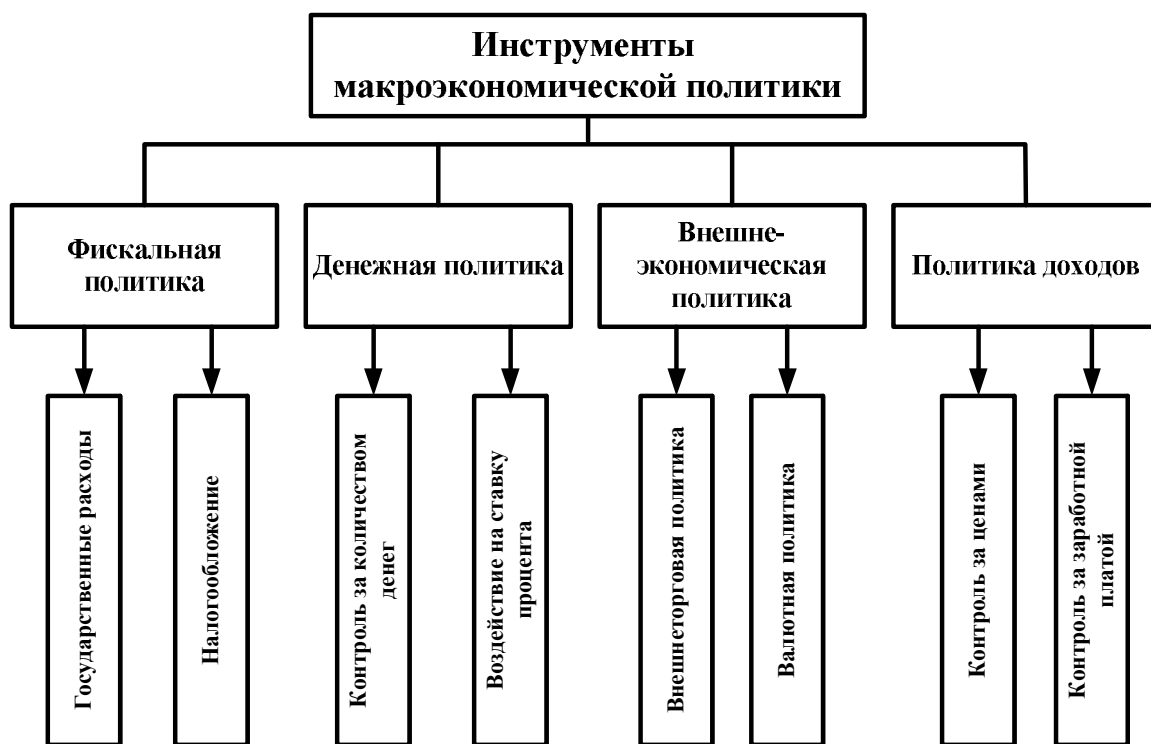 Инструменты
макроэкономической политики
Фискальная
политика
Денежная политика
Внешне-
экономическая
политика
Политика доходов
Государственные расходы
Налогообложение
Контроль за количеством
денег
Воздействие на ставку
процента
Внешнеторговая политика
Валютная политика
Контроль за ценами
Контроль за заработной
платой